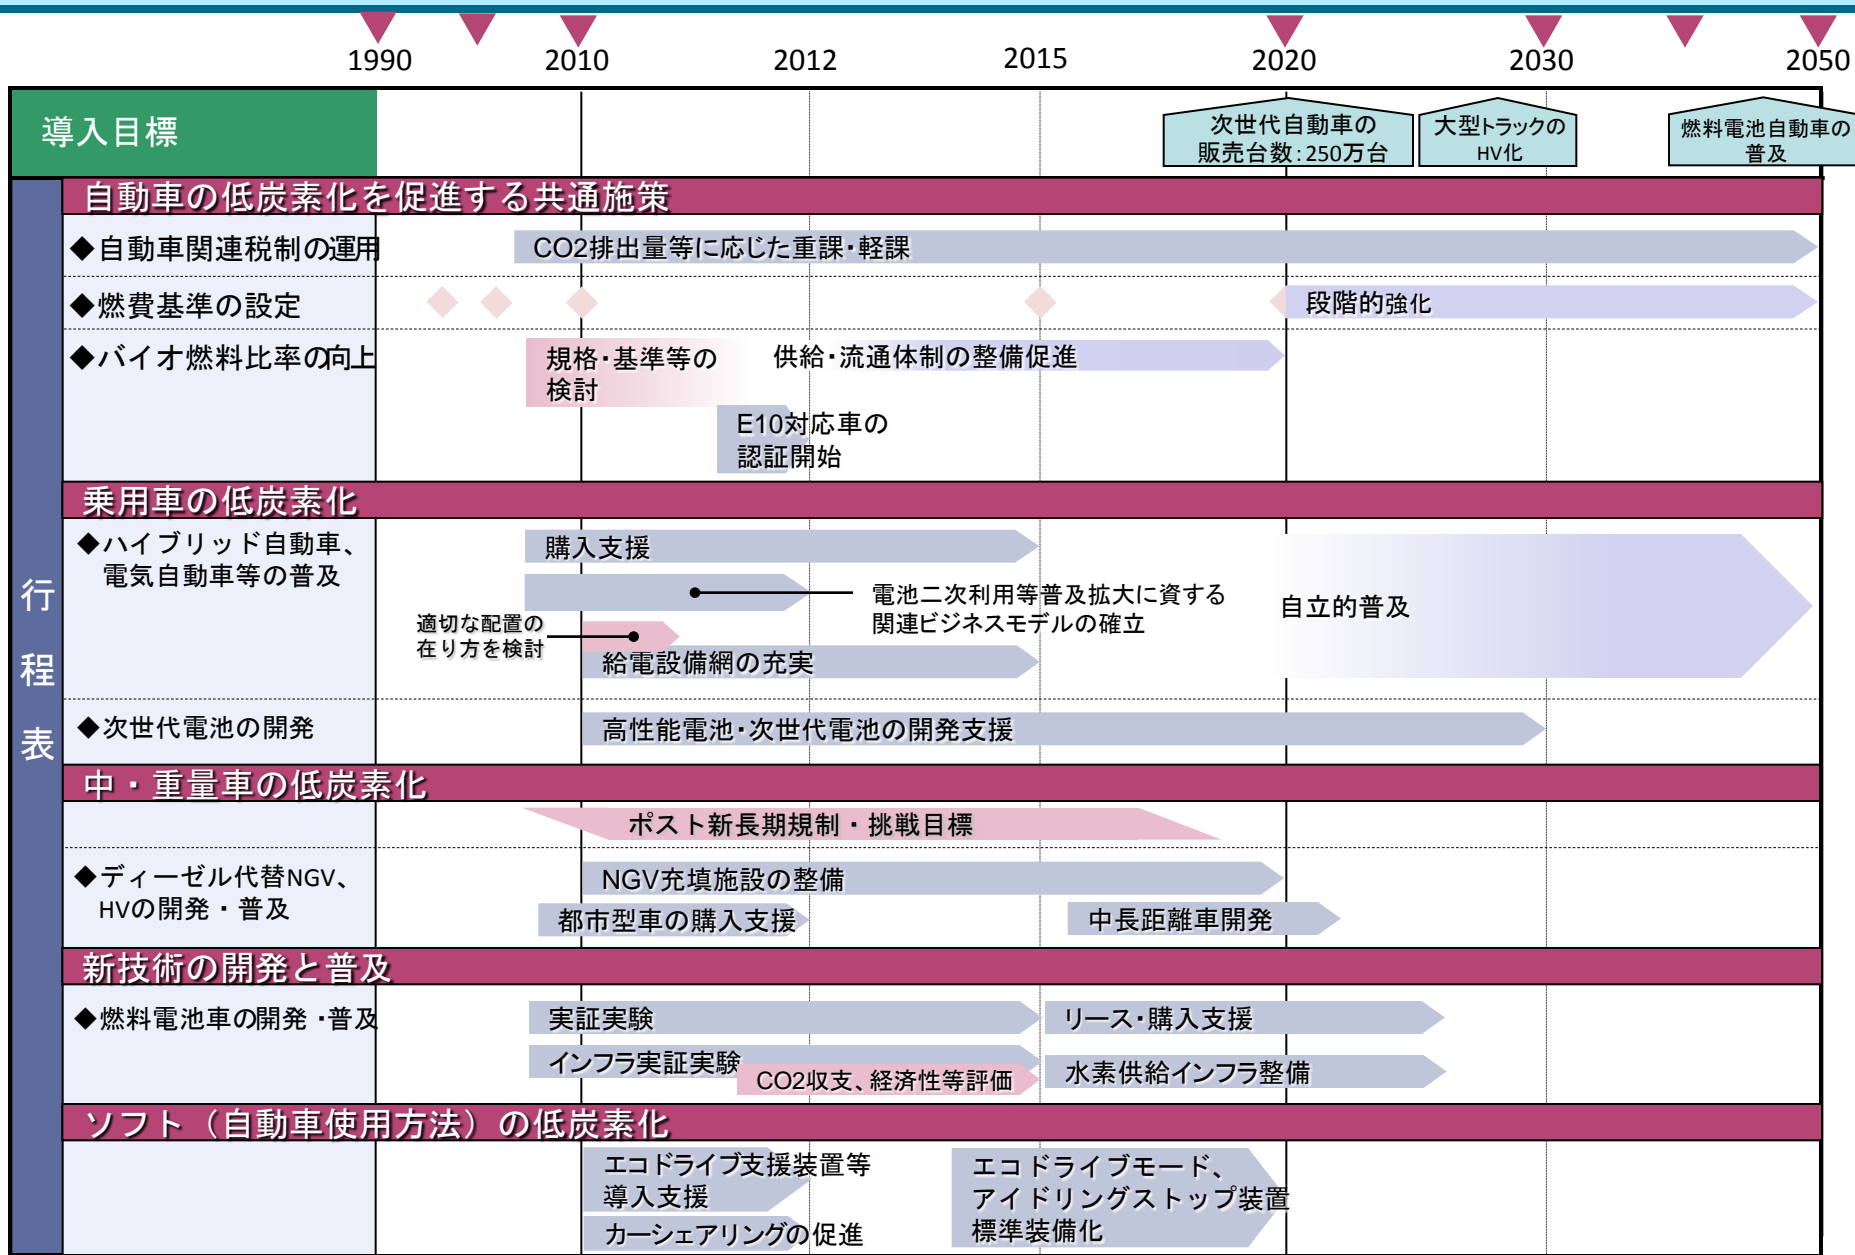 1990 2010 2012 2015 2020 2030 2050
導入目標
次世代自動車の
販売台数:250万台
大型トラックの
HV化
燃料電池自動車の
普及
行程表
自動車の低炭素化を促進する共通施策
◆自動車関連税制の運用
CO2排出量等に応じた重課・軽課
◆燃費基準の設定
段階的強化
◆バイオ燃料比率の向上
規格・基準等の
検討
供給・流通体制の整備促進
E10対応車の
認証開始
乗用車の低炭素化
◆ハイブリッド自動車、
電気自動車等の普及
購入支援
電池二次利用等普及拡大に資する
関連ビジネスモデルの確立
適切な配置の
在り方を検討
給電設備網の充実
自立的普及
◆次世代電池の開発
高性能電池・次世代電池の開発支援
中・重量車の低炭素化
ポスト新長期規制・挑戦目標
◆ディーゼル代替NGV、
HVの開発・普及
NGV充填施設の整備
都市型車の購入支援
中長距離車開発
新技術の開発と普及
◆燃料電池車の開発・普及
実証実験
リース・購入支援
インフラ実証実験
CO2収支、経済性等評価
水素供給インフラ整備
ソフト（自動車使用方法）の低炭素化
エコドライブ支援装置等
導入支援
カーシェアリングの促進
エコドライブモード、
アイドリングストップ装置
標準装備化